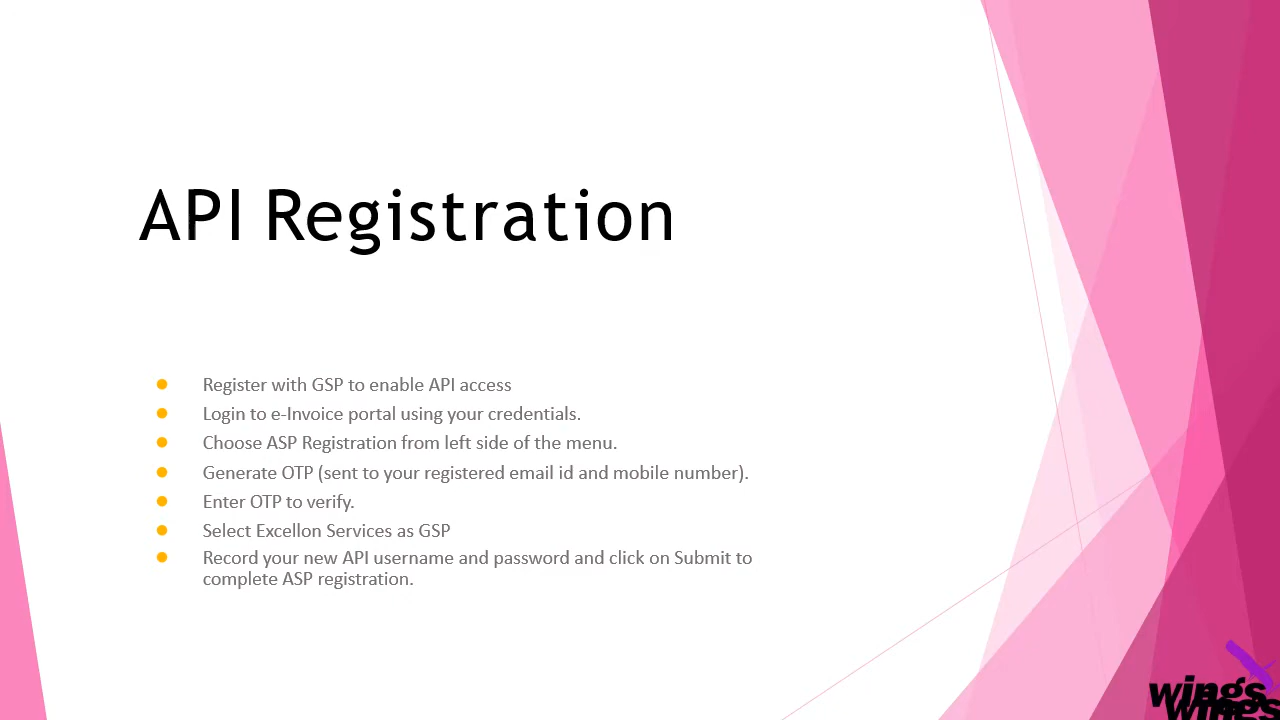 API Registration
Register with GSP to enable API access
Login to e-Invoice portal using your credentials.
Choose ASP Registration from left side of the menu.
Generate OTP (sent to your registered email id and mobile number).
Enter OTP to verify.
Select Excellon Services as GSP
Record your new API username and password and click on Submit to
complete ASP registration.
wings
wings